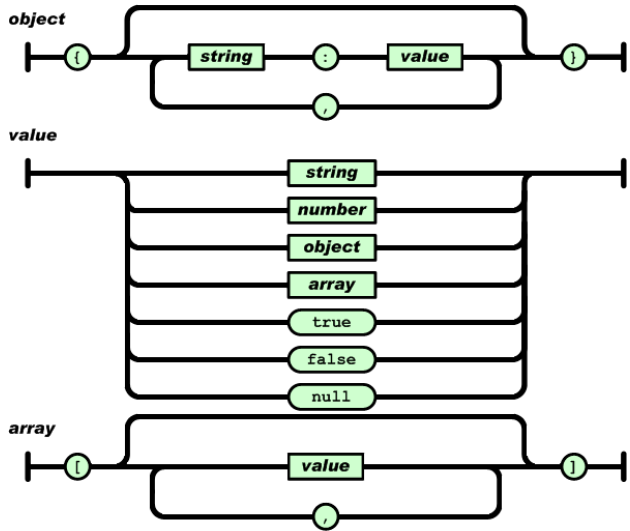 object
{ string : value }
,
value
string
number
object
array
true
false
null
array
[ value ]
,